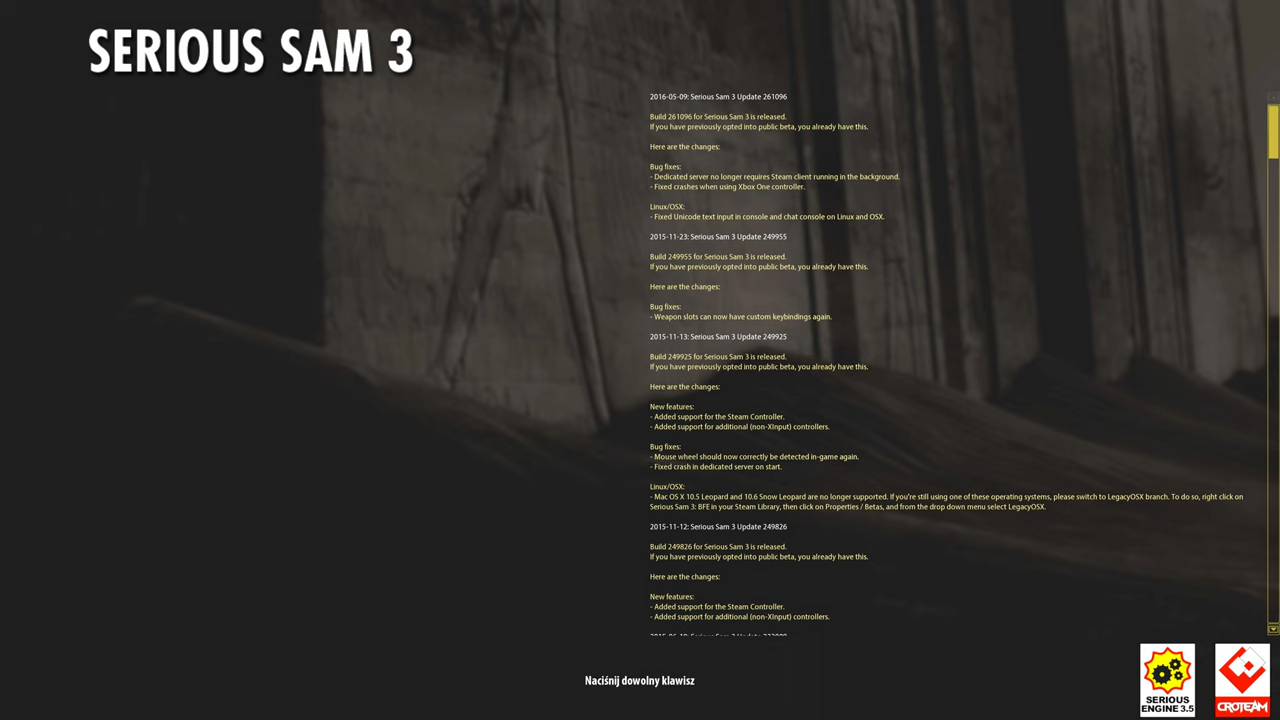 SERIOUS SAM 3
2016-05-09: Serious Sam 3 Update 261096
Build 261096 for Serious Sam 3 is released.
If you have previously opted into public beta, you already have this.
Here are the changes:
Bug fixes:
- Dedicated server no longer requires Steam client running in the background.
- Fixed crashes when using Xbox One controller.
Linux/OSX:
- Fixed Unicode text input in console and chat console on Linux and OSX.
2015-11-23: Serious Sam 3 Update 249955
Build 249955 for Serious Sam 3 is released.
If you have previously opted into public beta, you already have this.
Here are the changes:
Bug fixes:
- Weapon slots can now have custom keybindings again.
2015-11-13: Serious Sam 3 Update 249925
Build 249925 for Serious Sam 3 is released.
If you have previously opted into public beta, you already have this.
Here are the changes:
New features:
- Added support for the Steam Controller.
- Added support for additional (non-XInput) controllers.
Bug fixes:
- Mouse wheel should now correctly be detected in-game again.
- Fixed crash in dedicated server on start.
Linux/OSX:
- Mac OS X 10.5 Leopard and 10.6 Snow Leopard are no longer supported. If you're still using one of these operating systems, please switch to LegacyOSX branch. To do so, right click on
Serious Sam 3: BFE in your Steam Library, then click on Properties / Betas, and from the drop down menu select LegacyOSX.
2015-11-12: Serious Sam 3 Update 249826
Build 249826 for Serious Sam 3 is released.
If you have previously opted into public beta, you already have this.
Here are the changes:
New features:
- Added support for the Steam Controller.
- Added support for additional (non-XInput) controllers.
Serious Sam 3 Update
Naciśnij dowolny klawisz
SERIOUS
ENGINE 3.5
CROTEAM